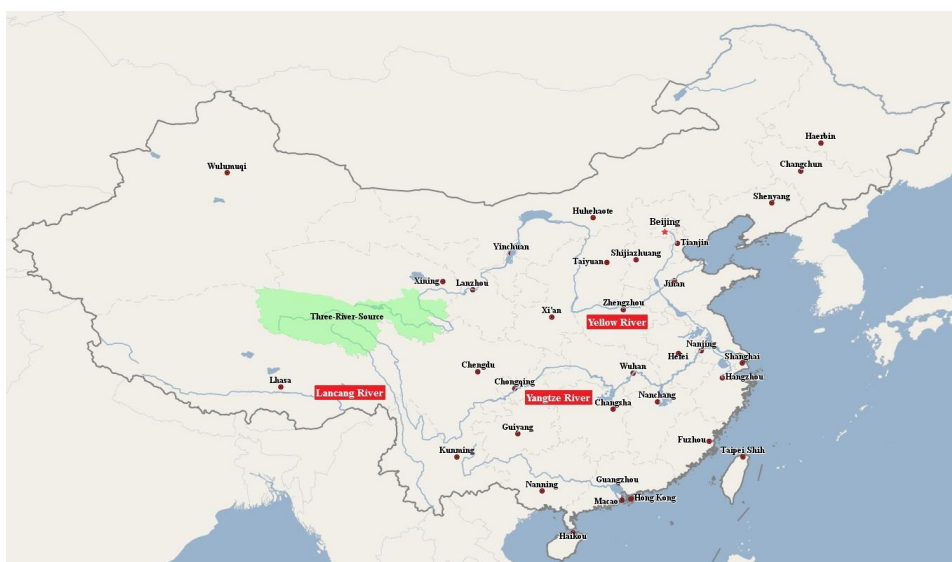 Haerbin
Changchun
Wulumuqi
Shenyang
Huhehaote
Beijing
Tianjin
Yinchuan
Shijiazhuang
Taiyuan
Xining
Lanzhou
Jinan
Zhengzhou
Three-River-Source
Xi'an
Yellow River
Nanjing
Hefei
Shanghai
Chengdu
Wuhan
Hangzhou
Lhasa
Chongqing
Lancang River
Yangtze River
Nanchang
Changsha
Guiyang
Fuzhou
Kunming
Taipei Shih
Guangzhou
Nanning
Macao
Hong Kong
Haikou